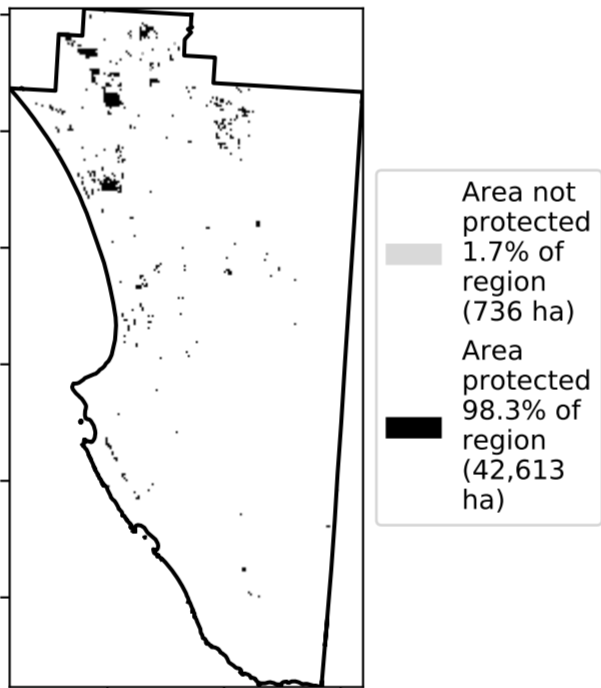 Area not
protected
1.7% of
region
(736 ha)
Area
protected
98.3% of
region
(42,613
ha)